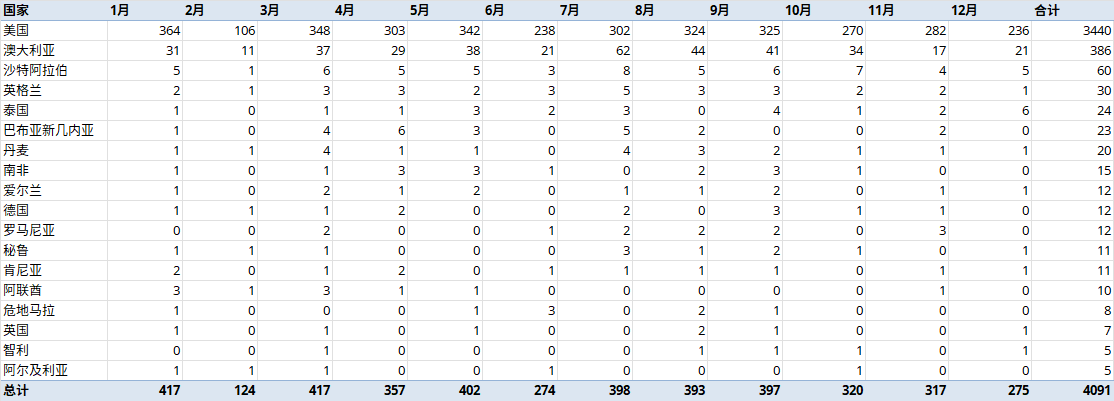 国家 1月 2月 3月 4月 5月 6月 7月 8月 9月 10月 11月 12月 合计
美国 364 106 348 303 342 238 302 324 325 270 282 236 3440
澳大利亚 31 11 37 29 38 21 62 44 41 34 17 21 386
沙特阿拉伯 5 1 6 5 5 3 8 5 6 7 4 5 60
英格兰 2 1 3 3 2 3 5 3 3 2 2 1 30
泰国 1 0 1 1 3 2 3 0 4 1 2 6 24
巴布亚新几内亚 1 0 4 6 3 0 5 2 0 0 2 0 23
丹麦 1 1 4 1 1 0 4 3 2 1 1 1 20
南非 1 0 1 3 3 1 0 2 3 1 0 0 15
爱尔兰 1 0 2 1 2 0 1 1 2 0 1 1 12
德国 1 1 1 2 0 0 2 0 3 1 1 0 12
罗马尼亚 0 0 2 0 0 1 2 2 2 0 3 0 12
秘鲁 1 1 1 0 0 0 3 1 2 1 0 1 11
肯尼亚 2 0 1 2 0 1 1 1 1 0 1 1 11
阿联酋 3 1 3 1 1 1 0 0 0 0 0 0 10
危地马拉 1 0 0 0 1 3 0 2 1 0 0 0 8
英国 1 0 1 0 1 0 0 2 1 0 0 1 7
智利 0 0 1 0 0 0 0 1 1 1 0 1 5
阿尔及利亚 1 1 1 0 0 1 0 0 0 1 0 0 5
总计 417 124 417 357 402 274 398 393 397 320 317 275 4091